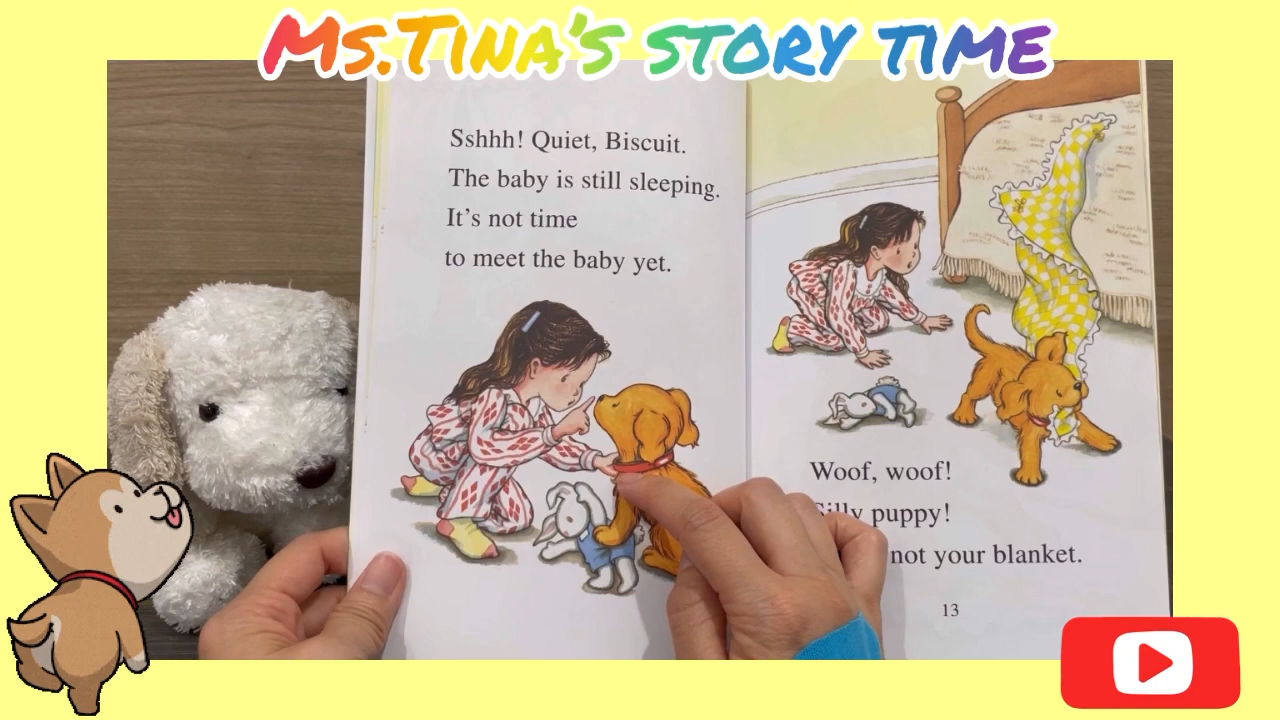 Ms.Tina's story time
Sshhh! Quiet, Biscuit.
The baby is still sleeping.
It's not time
to meet the baby yet.
Woof, woof!
Silly puppy!
not your blanket.
13